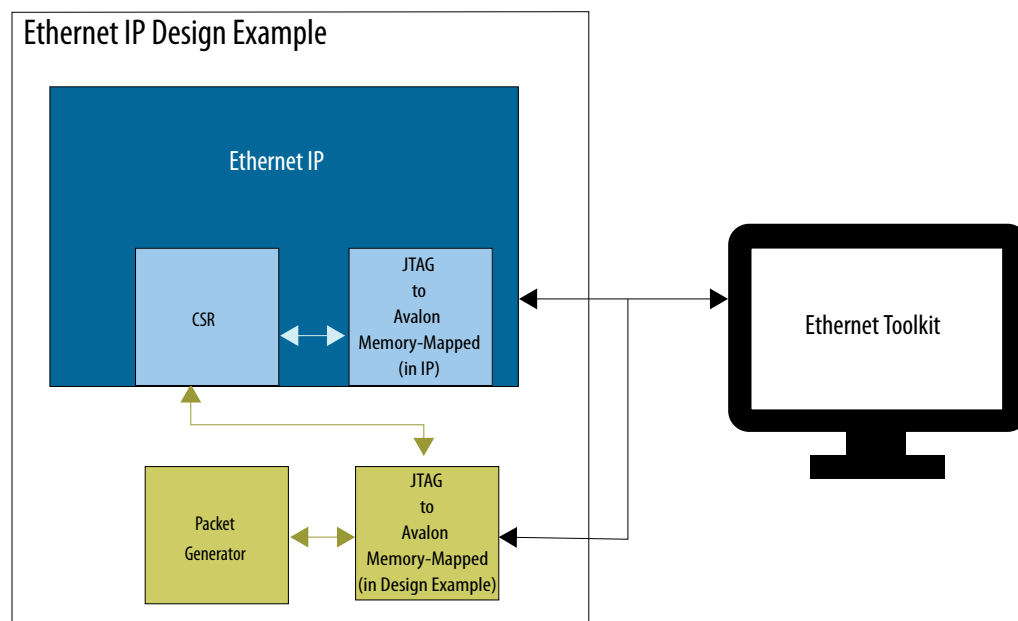 Ethernet IP Design Example
Ethernet IP
CSR
JTAG
to
Avalon
Memory-Mapped
(in IP)
Ethernet Toolkit
Packet
Generator
JTAG
to
Avalon
Memory-Mapped
(in Design Example)